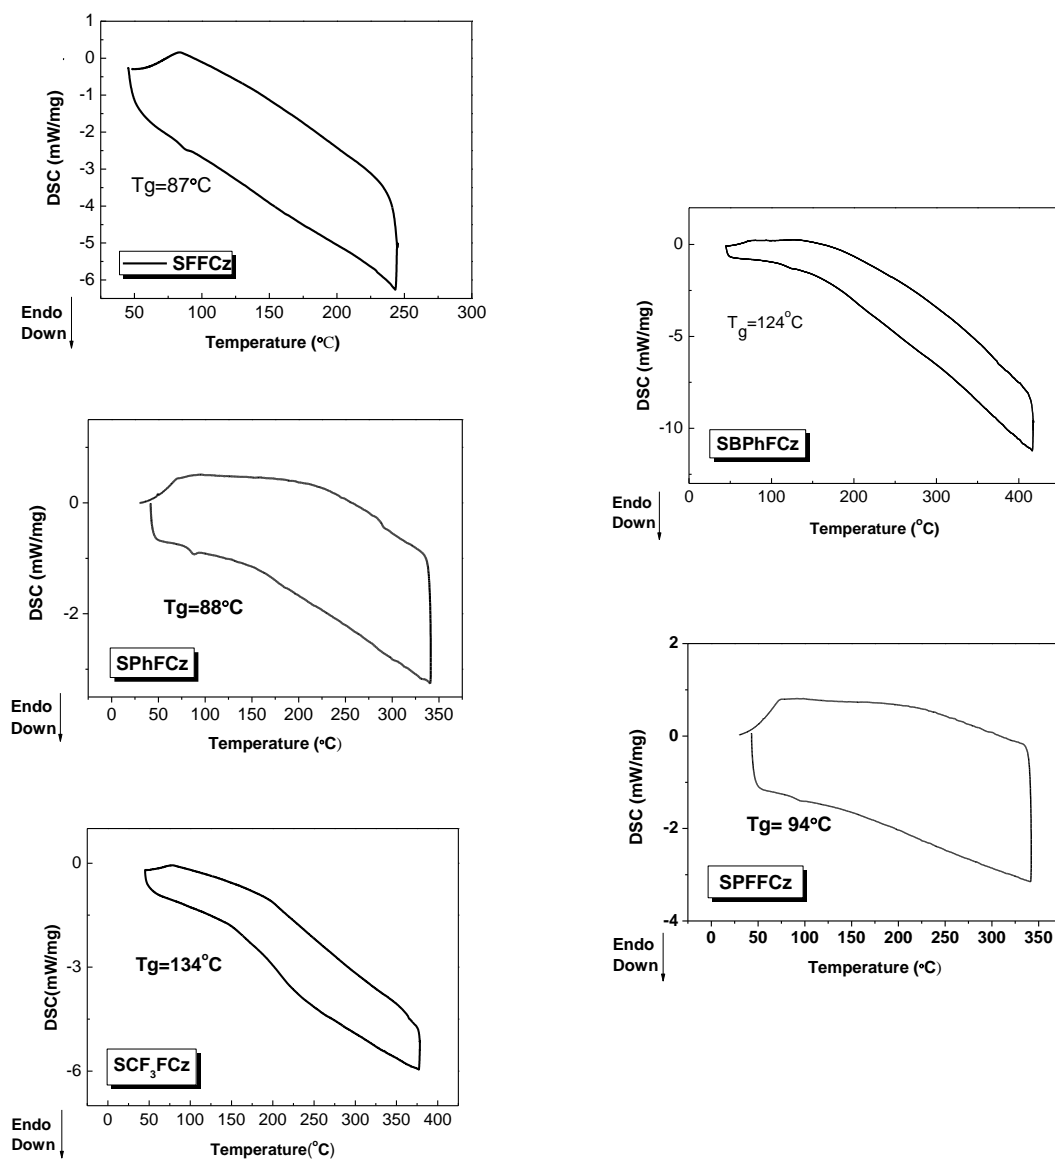 1
0
-1
-2
-3
-4
-5
-6
DSC (mW/mg)
Tg=87°C
SFFCz
50 100 150 200 250 300
Temperature (°C)
Endo
Down
0
-5
-10
DSC (mW/mg)
Tg=124°C
SBPhFCz
0 100 200 300 400
Temperature (°C)
Endo
Down
0
-2
DSC (mW/mg)
Tg=88°C
SPhFCz
0 50 100 150 200 250 300 350
Temperature (°C)
Endo
Down
2
0
-2
-4
DSC (mW/mg)
Tg= 94°C
SPFFCz
0 50 100 150 200 250 300 350
Temperature (°C)
Endo
Down
0
-3
-6
DSC(mW/mg)
Tg=134°C
SCF₃FCz
0 50 100 150 200 250 300 350 400
Temperature(°C)
Endo
Down